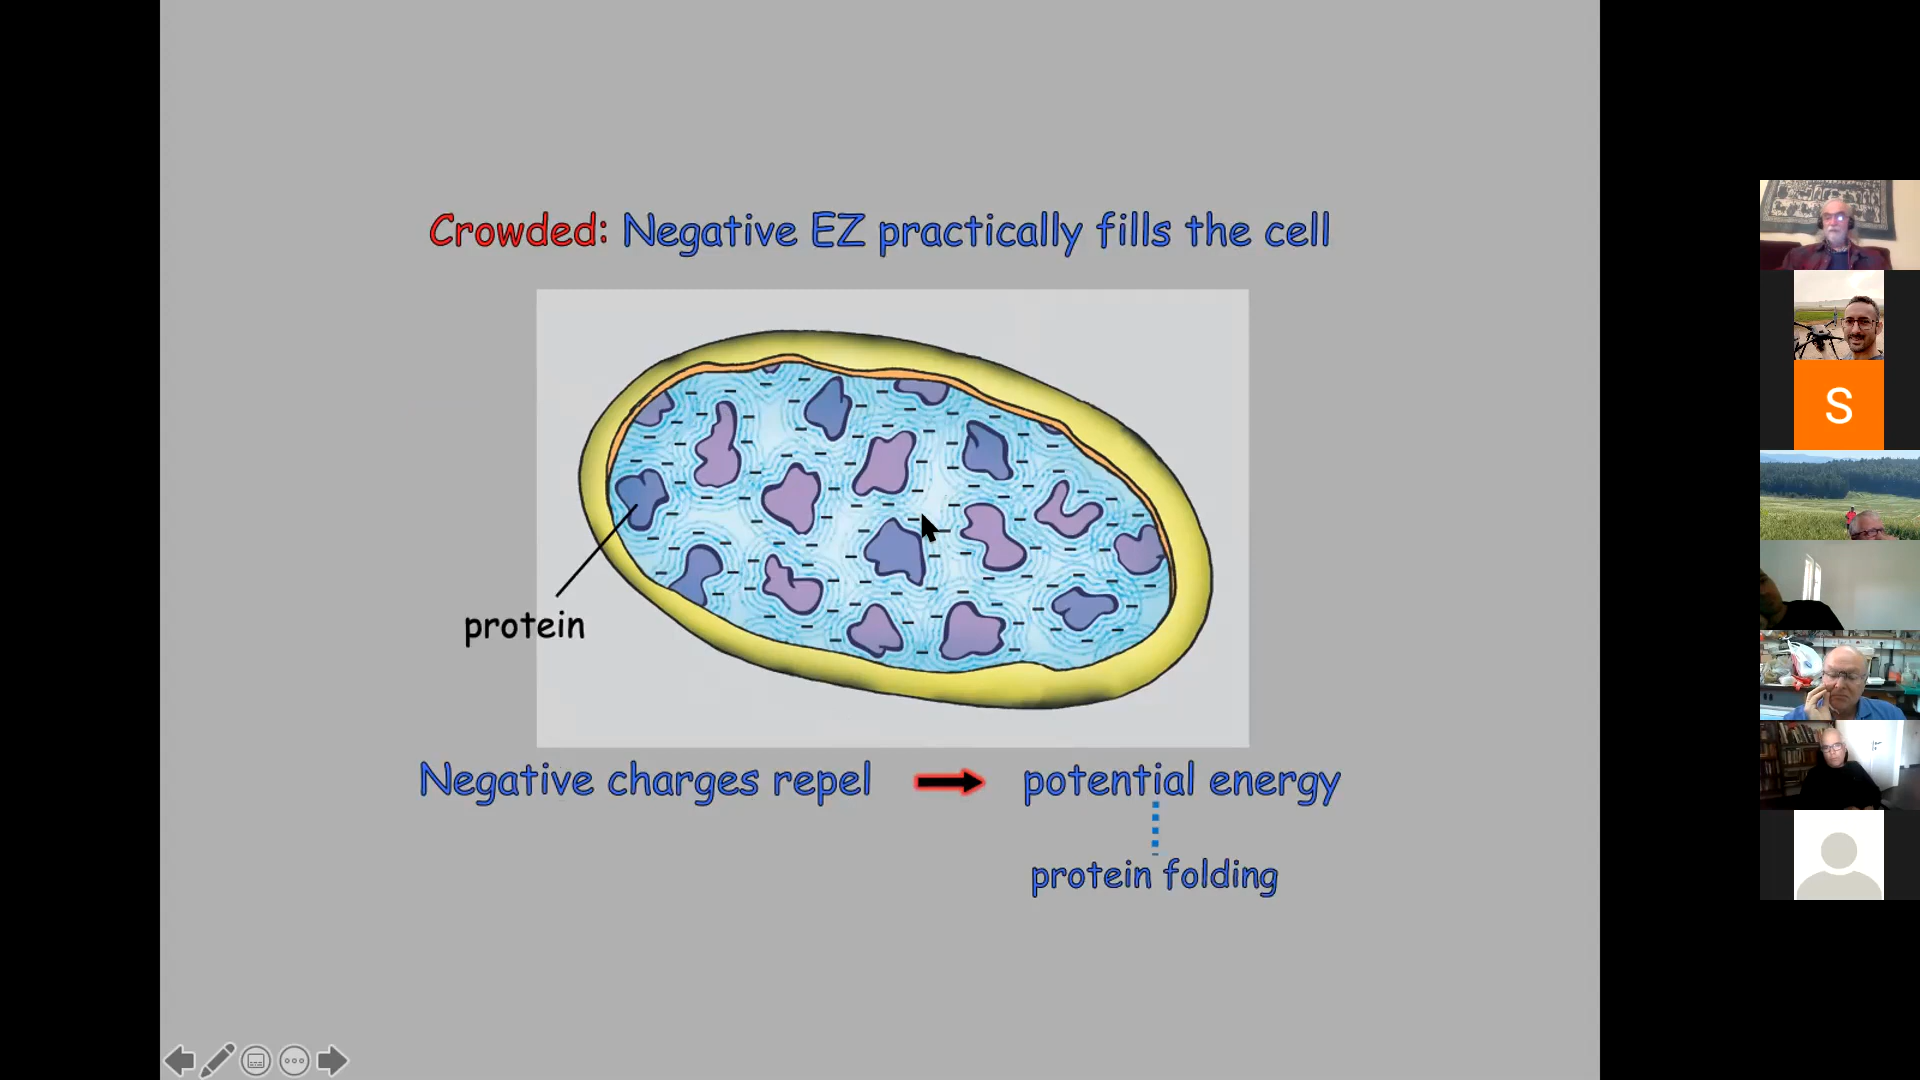 Crowded: Negative EZ practically fills the cell
protein
Negative charges repel potential energy
protein folding
S